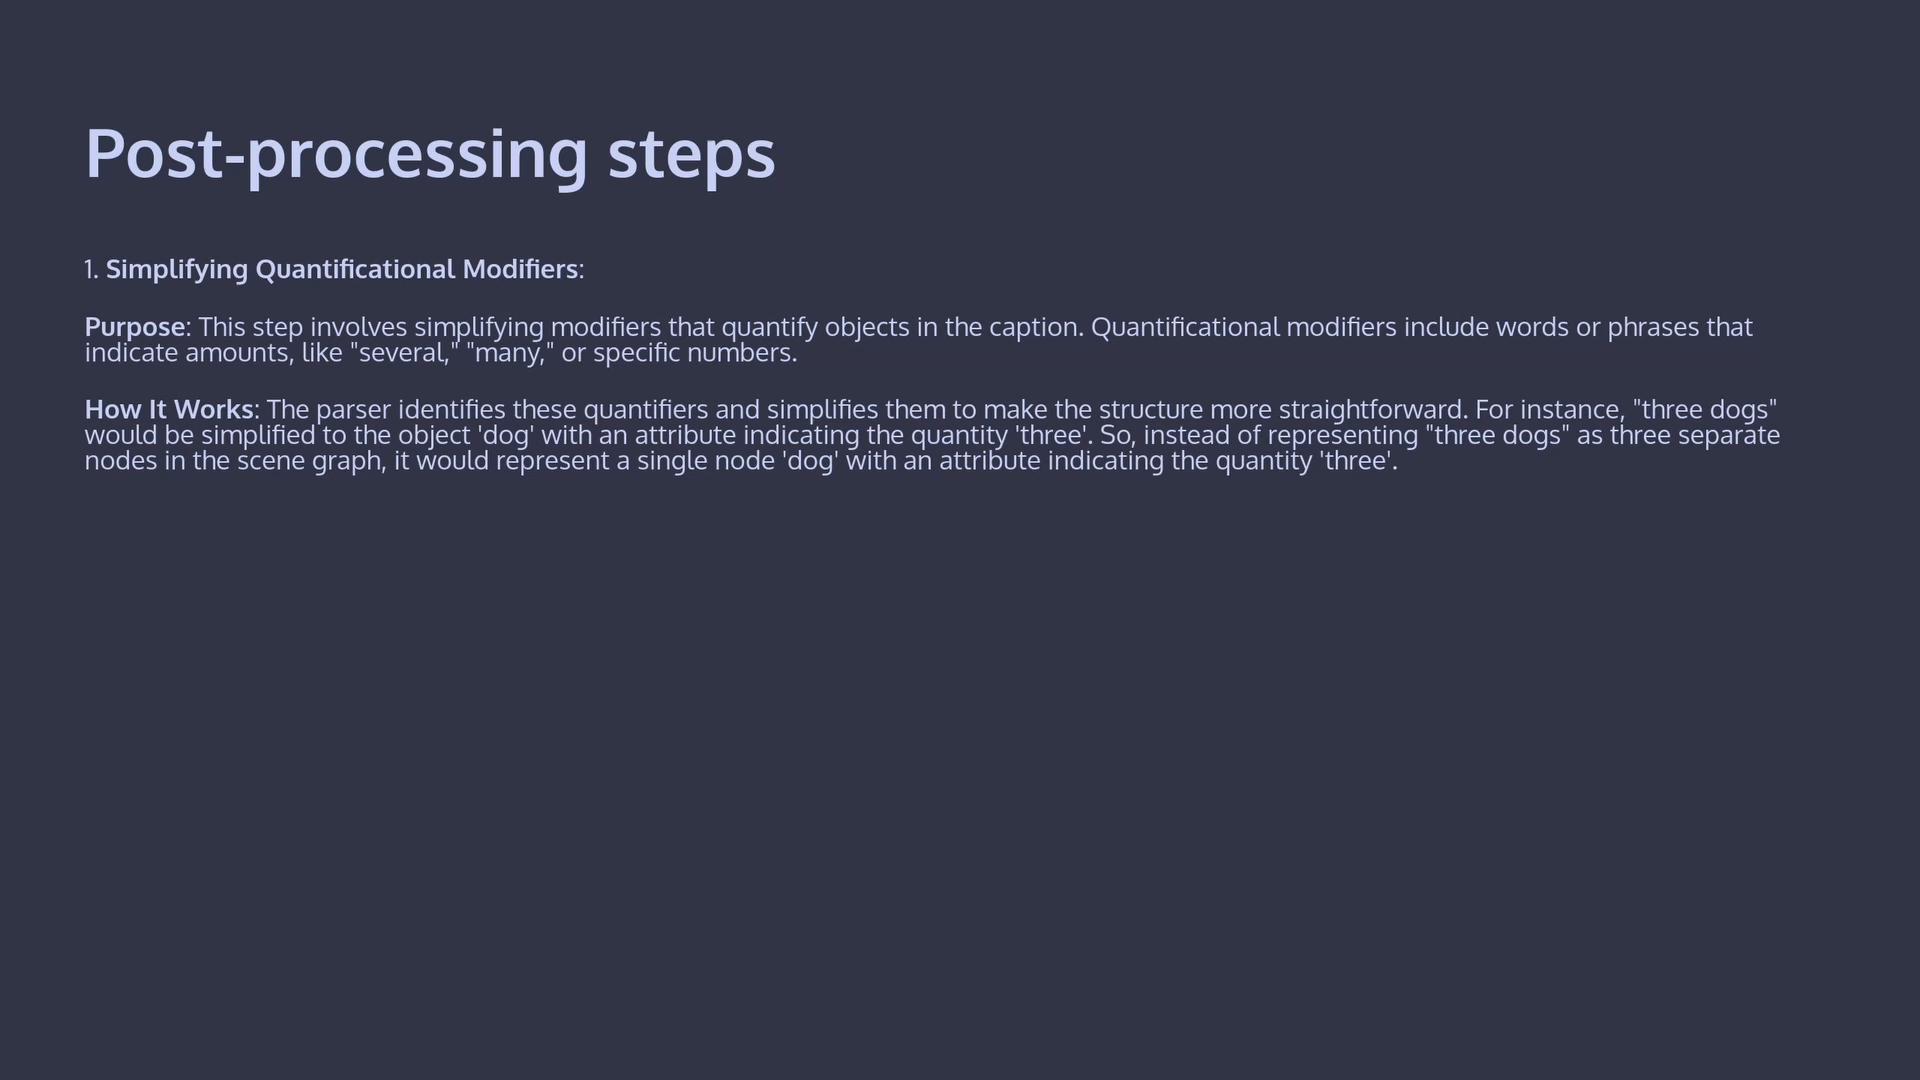 Post-processing steps
1. Simplifying Quantificational Modifiers:
Purpose: This step involves simplifying modifiers that quantify objects in the caption. Quantificational modifiers include words or phrases that
indicate amounts, like "several," "many," or specific numbers.
How It Works: The parser identifies these quantifiers and simplifies them to make the structure more straightforward. For instance, "three dogs"
would be simplified to the object 'dog' with an attribute indicating the quantity 'three'. So, instead of representing "three dogs" as three separate
nodes in the scene graph, it would represent a single node 'dog' with an attribute indicating the quantity 'three'.